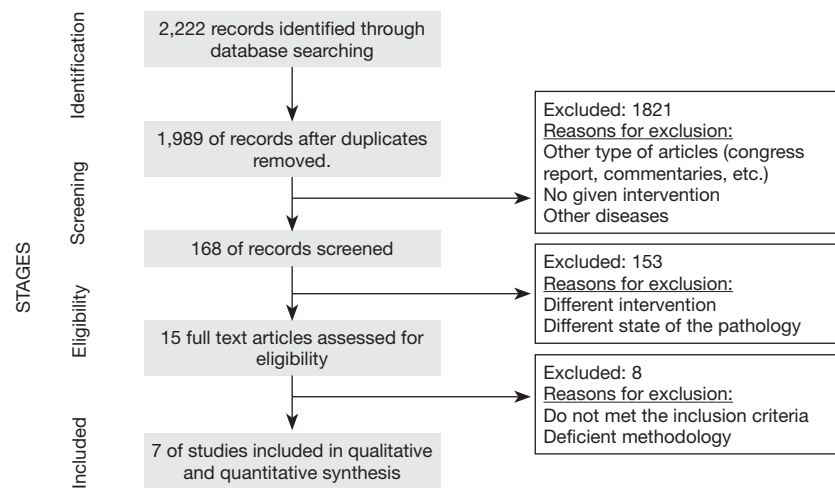 STAGES
Identification
Screening
Eligibility
Included
2,222 records identified through
database searching
1,989 of records after duplicates
removed.
Excluded: 1821
Reasons for exclusion:
Other type of articles (congress
report, commentaries, etc.)
No given intervention
Other diseases
168 of records screened
Excluded: 153
Reasons for exclusion:
Different intervention
Different state of the pathology
15 full text articles assessed for
eligibility
Excluded: 8
Reasons for exclusion:
Do not met the inclusion criteria
Deficient methodology
7 of studies included in qualitative
and quantitative synthesis